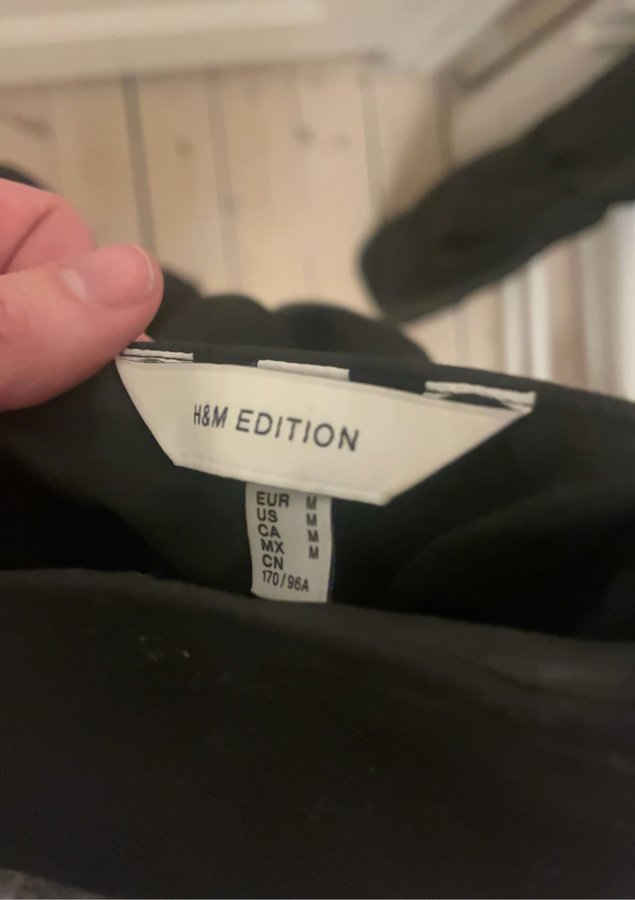 H&M EDITION
EUR M
US M
CA M
MX M
CN
170/96A